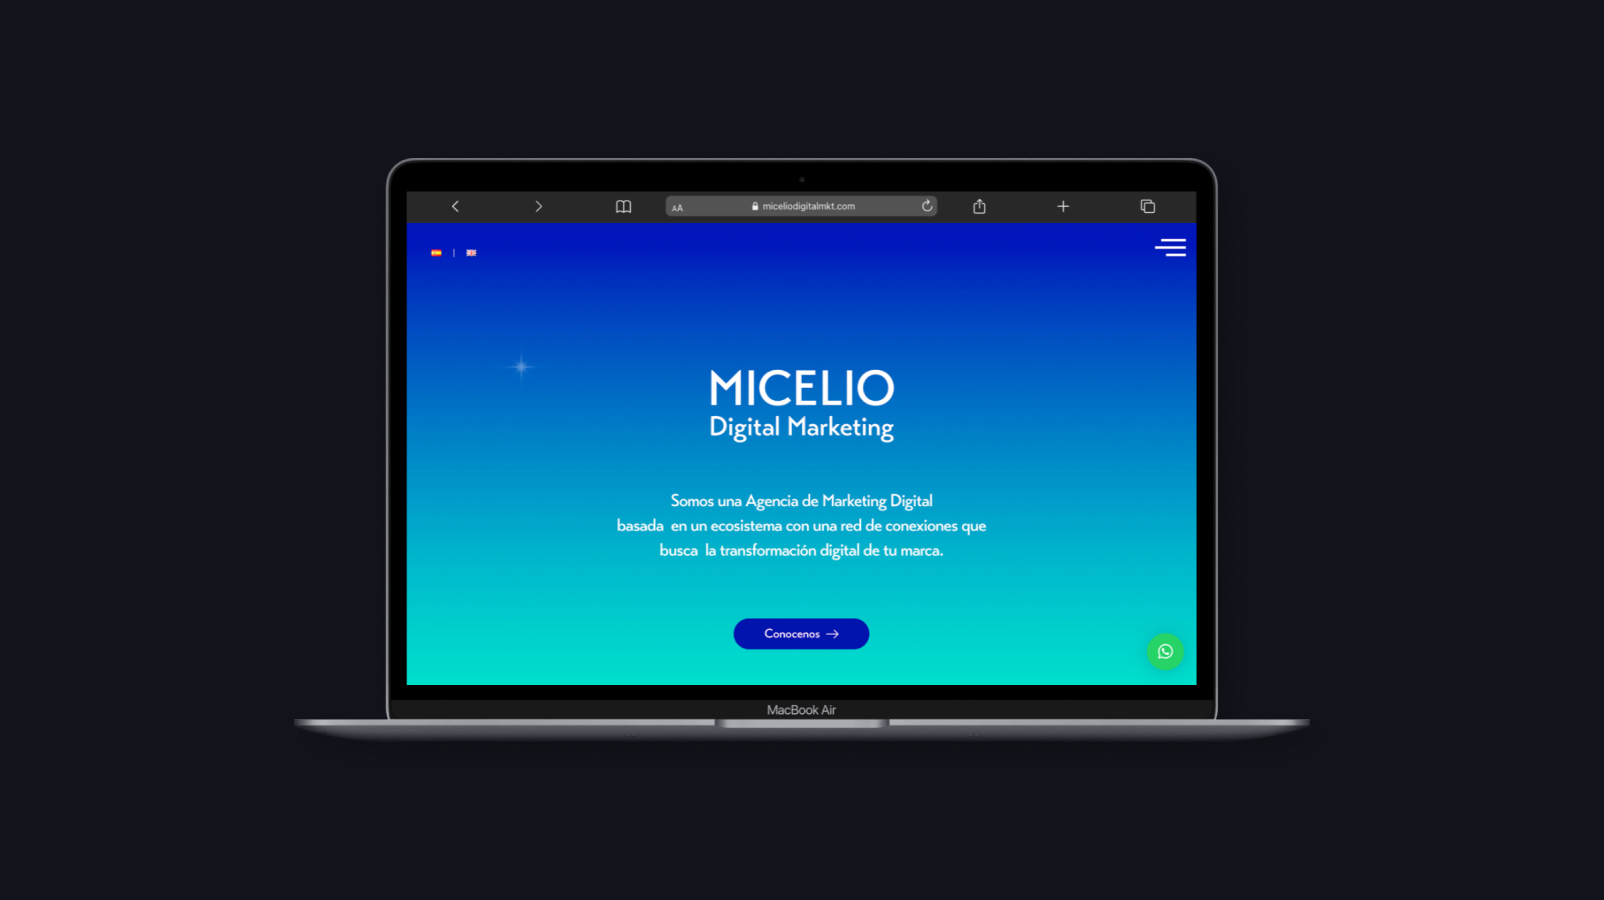 AA
miceliodigitalmkt.com
|
MICELIO
Digital Marketing
Somos una Agencia de Marketing Digital
basada en un ecosistema con una red de conexiones que
busca la transformación digital de tu marca.
Conocenos →
MacBook Air